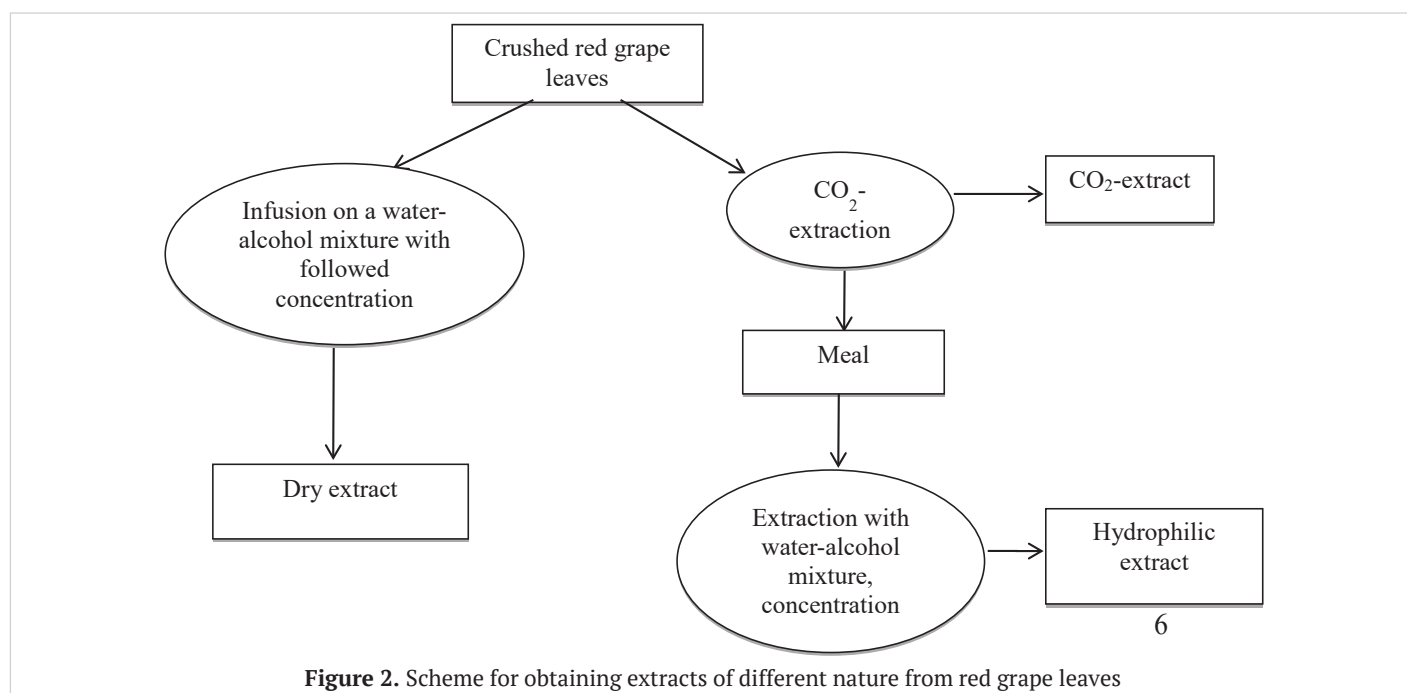 Crushed red grape
leaves
Infusion on a water-
alcohol mixture with
followed
concentration
CO₂-
extraction
CO₂-extract
Meal
Dry extract
Extraction with
water-alcohol
mixture,
concentration
Hydrophilic
extract
6
Figure 2. Scheme for obtaining extracts of different nature from red grape leaves